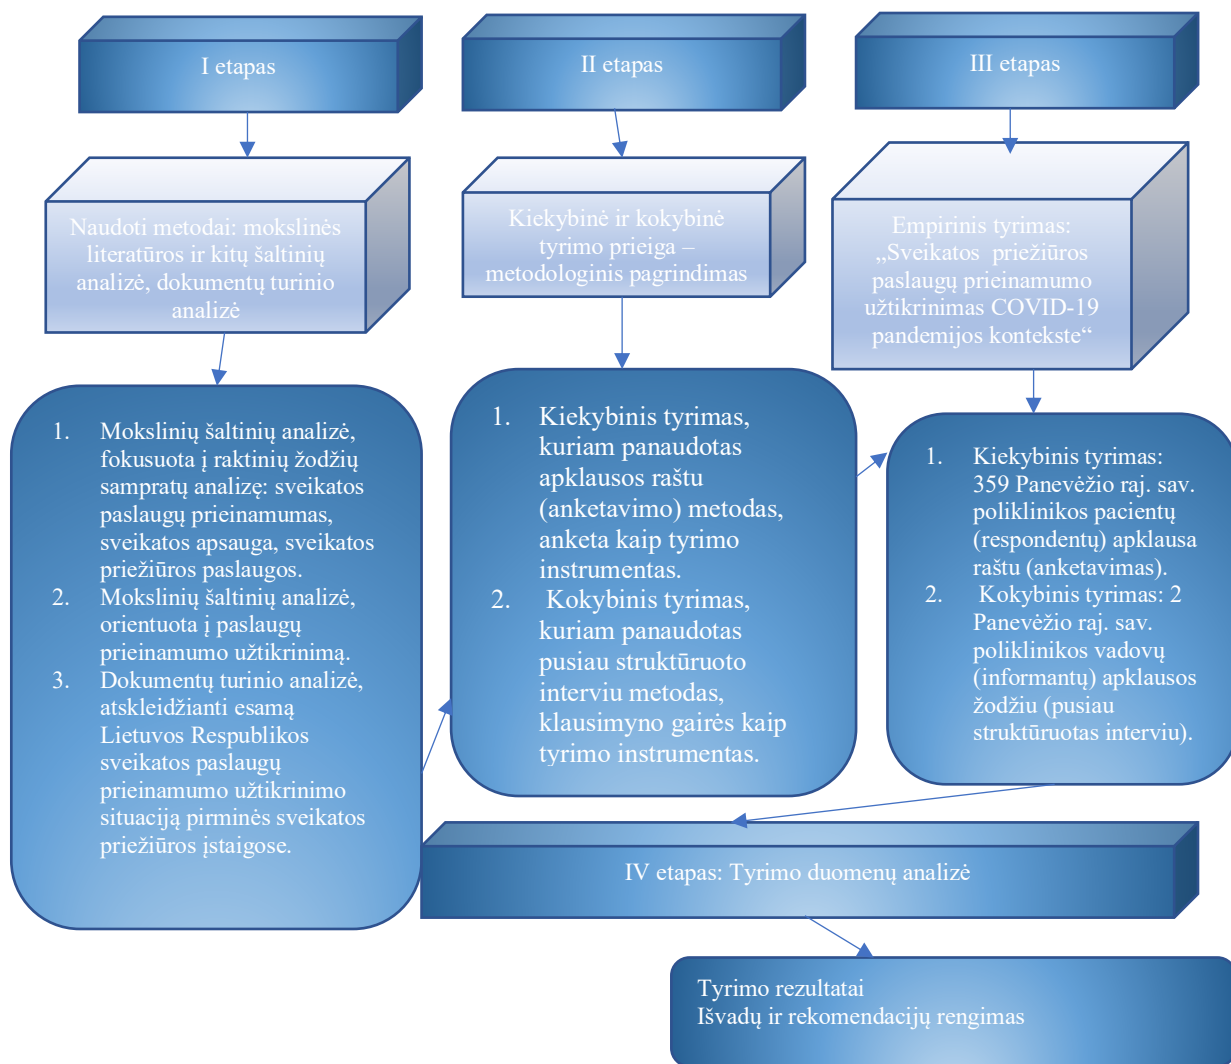 I etapas
II etapas
III etapas
Naudoti metodai: mokslinės
literatūros ir kitų šaltinių
analizė, dokumentų turinio
analizė
Kiekybinė ir kokybinė
tyrimo prieiga –
metodologinis pagrindimas
Empirinis tyrimas:
„Sveikatos priežiūros
paslaugų prieinamumo
užtikrinimas COVID-19
pandemijos kontekste“
1. Mokslinių šaltinių analizė,
fokusuota į raktinių žodžių
sampratų analizę: sveikatos
paslaugų prieinamumas,
sveikatos apsauga, sveikatos
priežiūros paslaugos.
2. Mokslinių šaltinių analizė,
orientuota į paslaugų
prieinamumo užtikrinimą.
3. Dokumentų turinio analizė,
atskleidžianti esamą
Lietuvos Respublikos
sveikatos paslaugų
prieinamumo užtikrinimo
situaciją pirminės sveikatos
priežiūros įstaigose.
1. Kiekybinis tyrimas,
kuriam panaudotas
apklausos raštu
(anketavimo) metodas,
anketa kaip tyrimo
instrumentas.
2. Kokybinis tyrimas,
kuriam panaudotas
pusiau struktūruoto
interviu metodas,
klausimyno gairės kaip
tyrimo instrumentas.
1. Kiekybinis tyrimas:
359 Panevėžio raj. sav.
poliklinikos pacientų
(respondentų) apklausa
raštu (anketavimas).
2. Kokybinis tyrimas: 2
Panevėžio raj. sav.
poliklinikos vadovų
(informantų) apklausos
žodžiu (pusiau
struktūruotas interviu).
IV etapas: Tyrimo duomenų analizė
Tyrimo rezultatai
Išvadų ir rekomendacijų rengimas